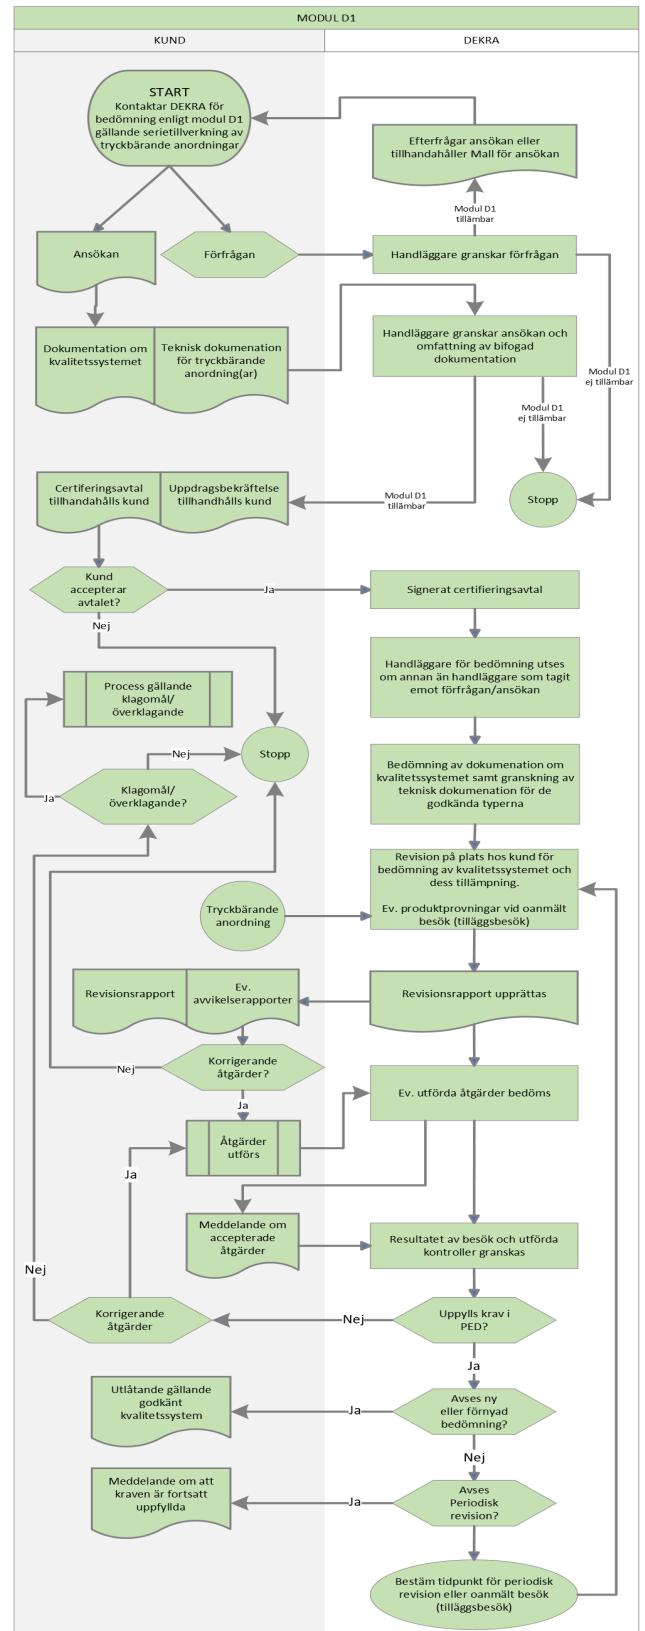 MODUL D1
KUND
DEKRA
START
Kontaktar DEKRA för
bedömning enligt modul D1
gällande serietillverkning av
tryckbärande anordningar
Efterfrågar ansökan eller
tillhandahåller Mall för ansökan
Modul D1
tillämbar
Ansökan
Förfrågan
Handläggare granskar förfrågan
Dokumentation om
kvalitetssystemet
Teknisk dokumenation
för tryckbärande
anordning(ar)
Handläggare granskar ansökan och
omfattning av bifogad
dokumentation
Modul D1
ej tillämbar
Modul D1
ej tillämbar
Certiferingsavtal
tillhandahålls kund
Uppdragsbekräftelse
tillhandhålls kund
Modul D1
tillämbar
Stopp
Kund
accepterar
avtalet?
Ja
Signerat certifieringsavtal
Nej
Handläggare för bedömning utses
om annan än handläggare som tagit
emot förfrågan/ansökan
Process gällande
klagomål/
överklagande
Nej
Stopp
Klagomål/
överklagande?
Ja
Bedömning av dokumenation om
kvalitetssystemet samt granskning av
teknisk dokumenation för de
godkända typerna
Revision på plats hos kund för
bedömning av kvalitetssystemet och
dess tillämpning.
Ev. produktprovningar vid oanmält
besök (tilläggsbesök)
Tryckbärande
anordning
Revisionsrapport
Ev.
avvikelserapporter
Revisionsrapport upprättas
Nej
Korrigerande
åtgärder?
Ja
Ev. utförda åtgärder bedöms
Åtgärder
utförs
Ja
Meddelande om
accepterade
åtgärder
Resultatet av besök och utförda
kontroller granskas
Nej
Korrigerande
åtgärder
Nej
Uppylls krav i
PED?
Ja
Utlåtande gällande
godkänt
kvalitetssystem
Ja
Avses ny
eller förnyad
bedömning?
Nej
Meddelande om att
kraven är fortsatt
uppfyllda
Ja
Avses
Periodisk
revision?
Bestäm tidpunkt för periodisk
revision eller oanmält besök
(tilläggsbesök)